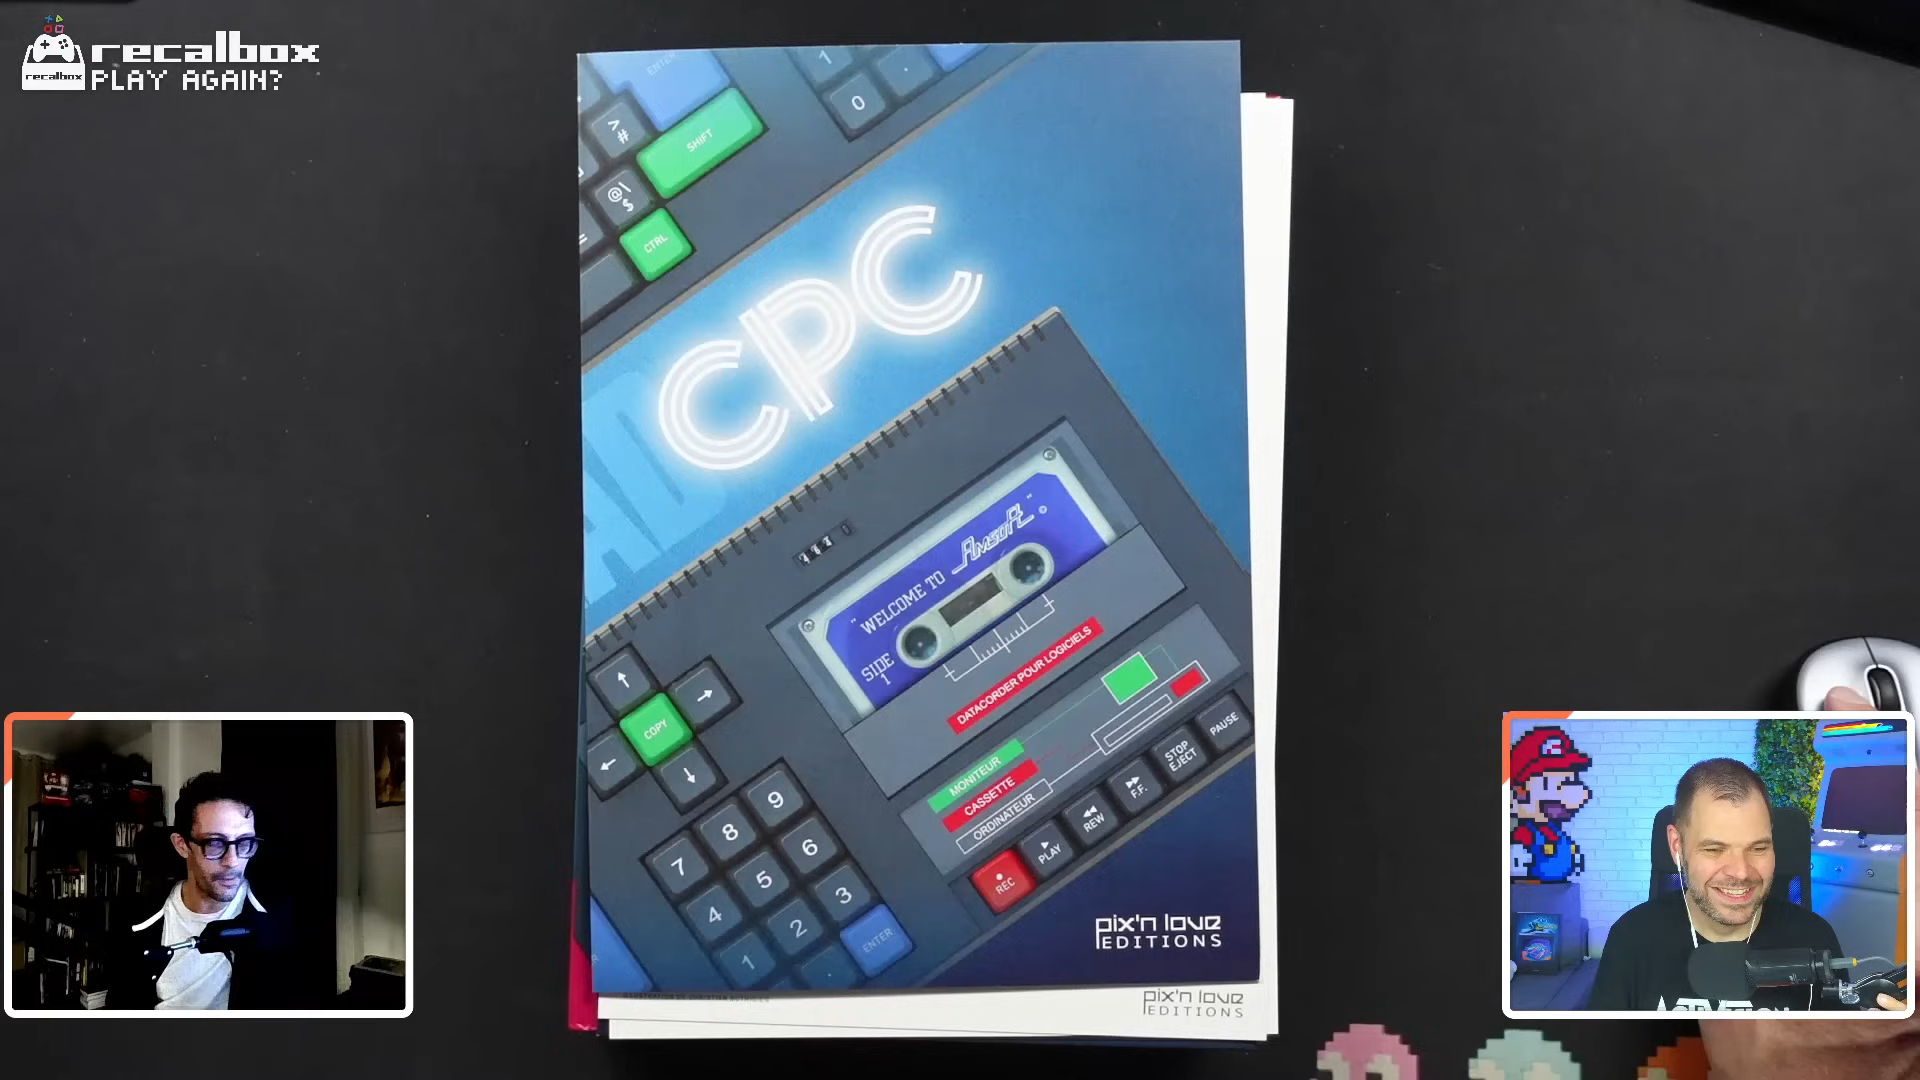 recalbox
recalbox
PLAY AGAIN?
ENTER
1
.
0
>
#
SHIFT
@\
$
CTRL
=
CPC
AD
"WELCOME TO Amsoft"
SIDE
1
DATACORDER POUR LOGICIELS
MONITEUR
CASSETTE
ORDINATEUR
COPY
REC
PLAY
REW
F.F.
STOP
EJECT
PAUSE
7
8
9
4
5
6
1
2
3
.
ENTER
pix'n love
EDITIONS
pix'n love
EDITIONS